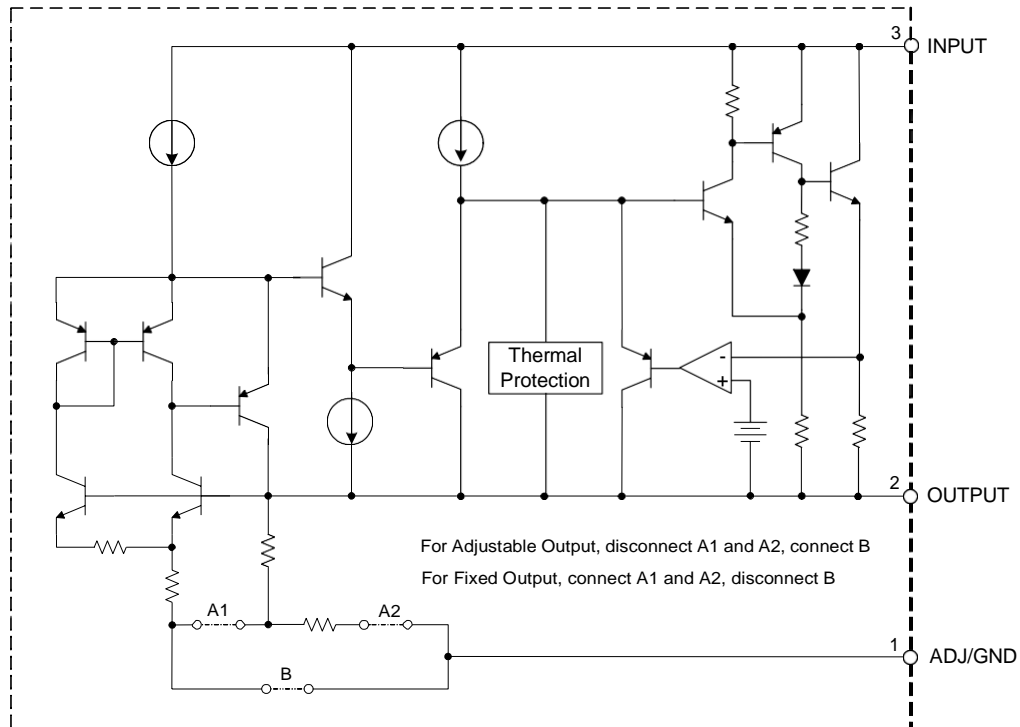 3
INPUT
Thermal
Protection
-
+
2
OUTPUT
For Adjustable Output, disconnect A1 and A2, connect B
For Fixed Output, connect A1 and A2, disconnect B
A1
A2
1
ADJ/GND
B